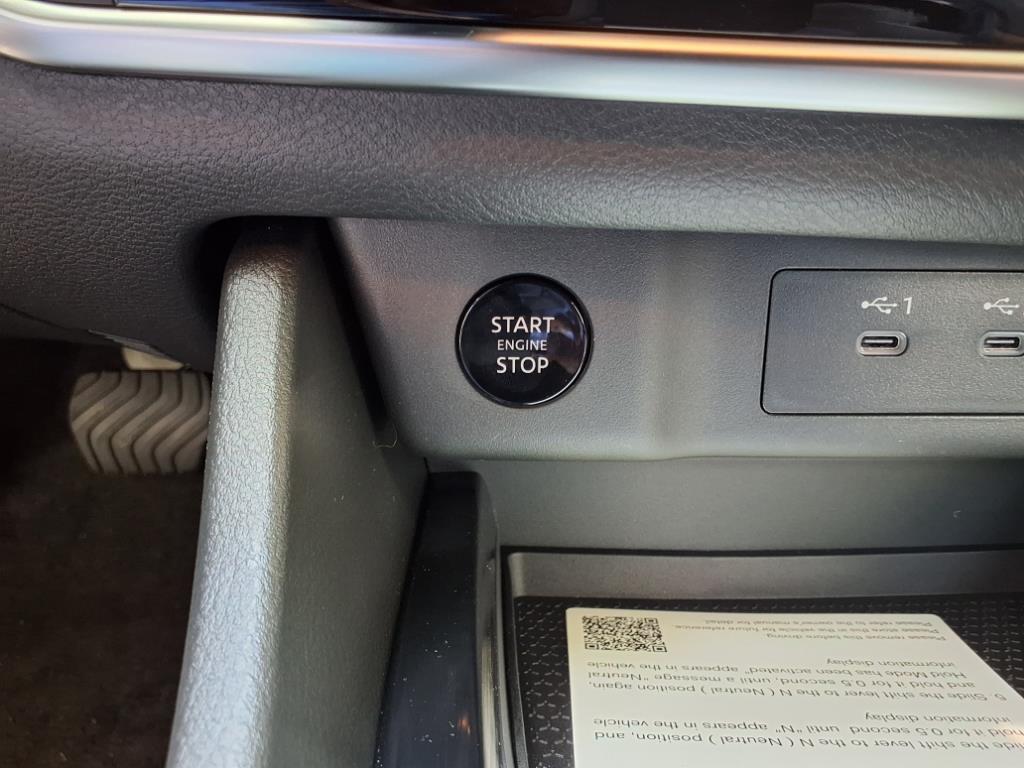 START
ENGINE
STOP
1
slide the shift lever to the N ( Neutral ) position, and
hold it for 0.5 second until "N" appears in the vehicle
information display
5. Slide the shift lever to the N ( Neutral ) position again,
and hold it for 0.5 second, until a message "Neutral
Hold Mode has been activated" appears in the vehicle
information display
Please remove this before driving.
Please store this in the vehicle for future reference.
Please refer to the owner's manual for detail.